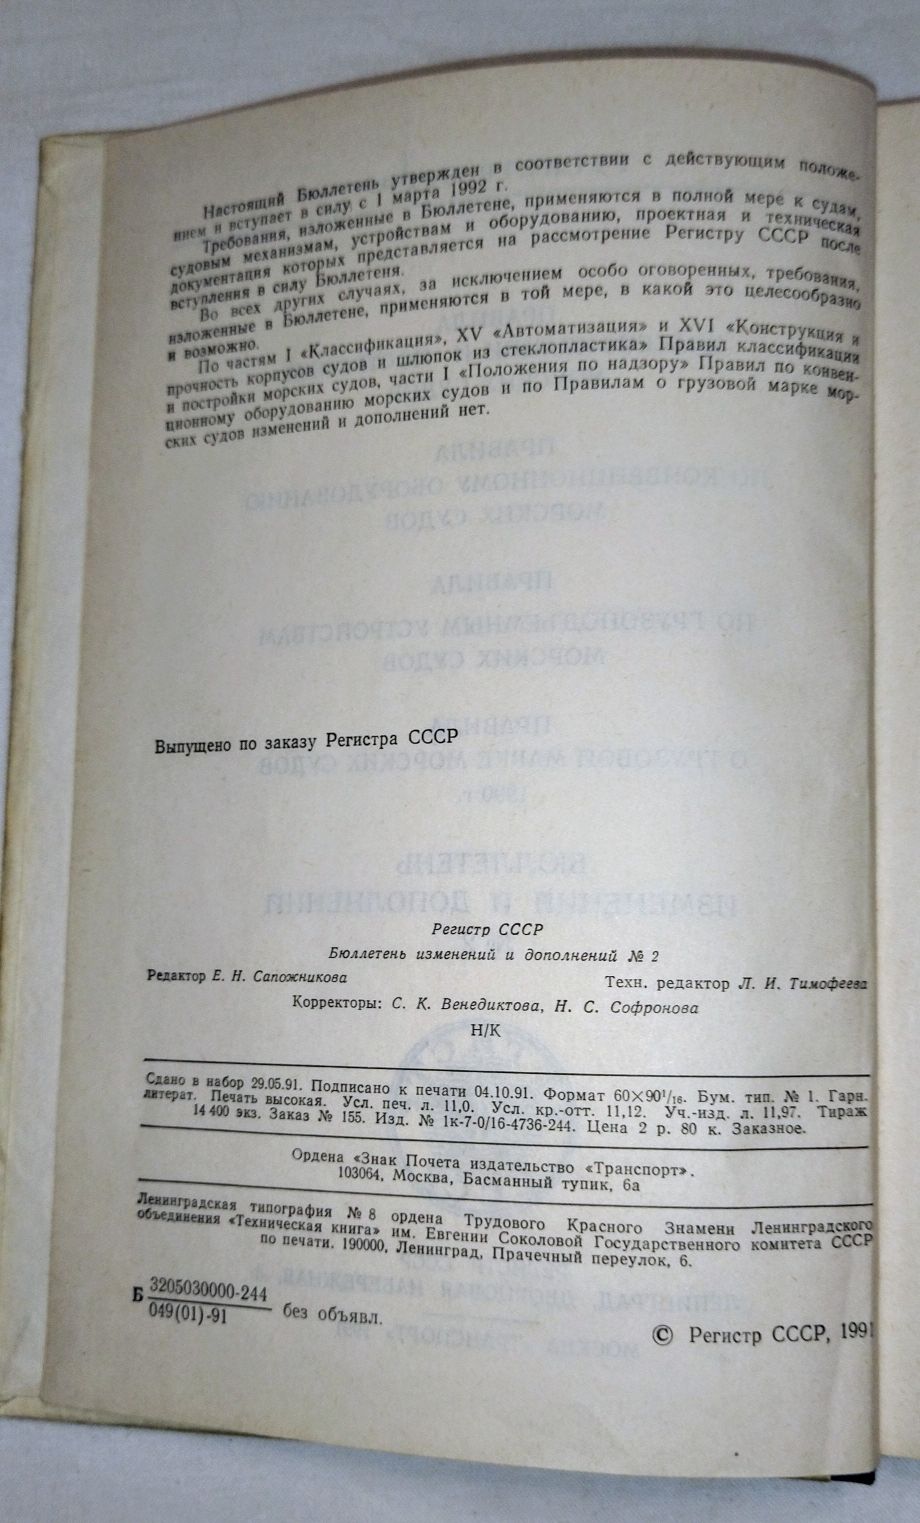 Настоящий Бюллетень утвержден в соответствии с действующим положе-
нием и вступает в силу с 1 марта 1992 г.
Требования, изложенные в Бюллетене, применяются в полной мере к судам,
судовым механизмам, устройствам и оборудованию, проектная и техническая
документация которых представляется на рассмотрение Регистру СССР после
вступления в силу Бюллетеня.
Во всех других случаях, за исключением особо оговоренных, требования,
изложенные в Бюллетене, применяются в той мере, в какой это целесообразно
и возможно.
По частям I «Классификация», XV «Автоматизация» и XVI «Конструкция и
прочность корпусов судов и шлюпок из стеклопластика» Правил классификации
и постройки морских судов, части I «Положения по надзору» Правил по конвен-
ционному оборудованию морских судов и по Правилам о грузовой марке мор-
ских судов изменений и дополнений нет.
Выпущено по заказу Регистра СССР
Регистр СССР
Бюллетень изменений и дополнений № 2
Редактор Е. Н. Сапожникова Техн. редактор Л. И. Тимофеева
Корректоры: С. К. Венедиктова, Н. С. Софронова
Н/К
Сдано в набор 29.05.91. Подписано к печати 04.10.91. Формат 60×90¹/₁₆. Бум. тип. № 1. Гарн.
литерат. Печать высокая. Усл. печ. л. 11,0. Усл. кр.-отт. 11,12. Уч.-изд. л. 11,97. Тираж
14 400 экз. Заказ № 155. Изд. № 1к-7-0/16-4736-244. Цена 2 р. 80 к. Заказное.
Ордена «Знак Почета издательство «Транспорт».
103064, Москва, Басманный тупик, 6а
Ленинградская типография № 8 ордена Трудового Красного Знамени Ленинградского
объединения «Техническая книга» им. Евгении Соколовой Государственного комитета СССР
по печати. 190000, Ленинград, Прачечный переулок, 6.
Б 3205030000-244
049(01)-91 без объявл.
© Регистр СССР, 1991